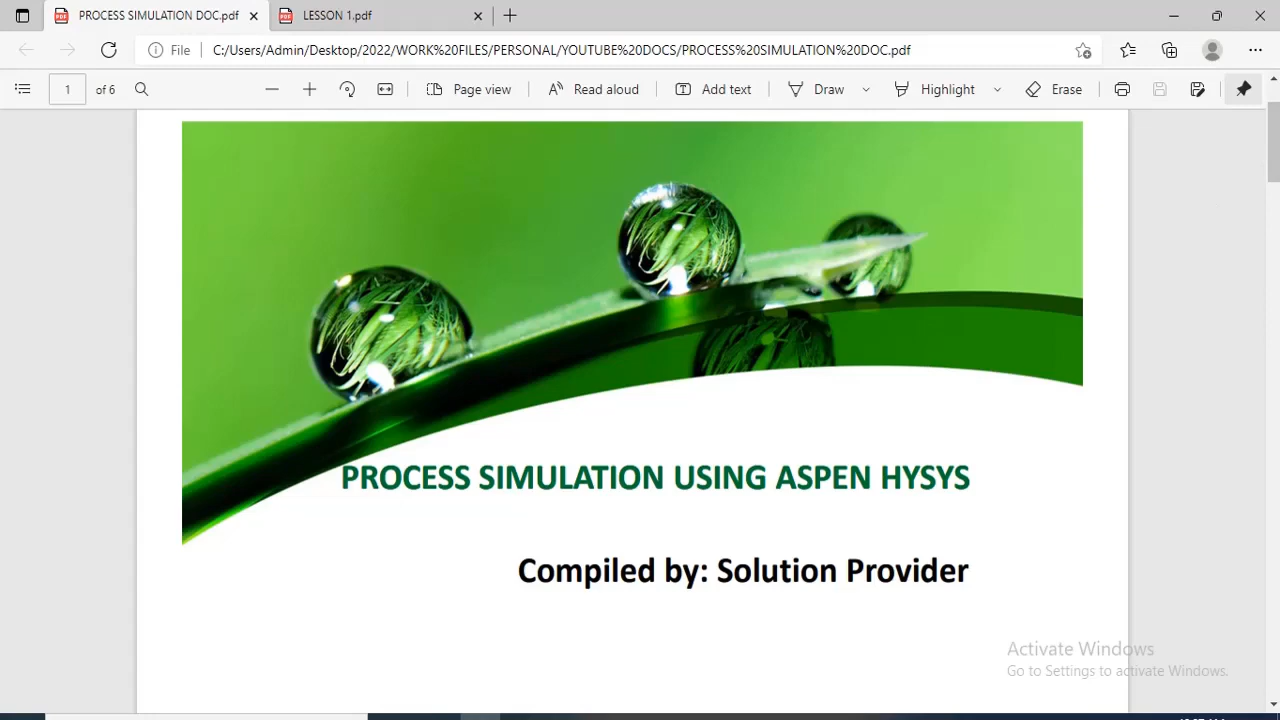 PROCESS SIMULATION DOC.pdf
LESSON 1.pdf
File
C:/Users/Admin/Desktop/2022/WORK%20FILES/PERSONAL/YOUTUBE%20DOCS/PROCESS%20SIMULATION%20DOC.pdf
1 of 6
Page view
Read aloud
Add text
Draw
Highlight
Erase
PROCESS SIMULATION USING ASPEN HYSYS
Compiled by: Solution Provider
Activate Windows
Go to Settings to activate Windows.